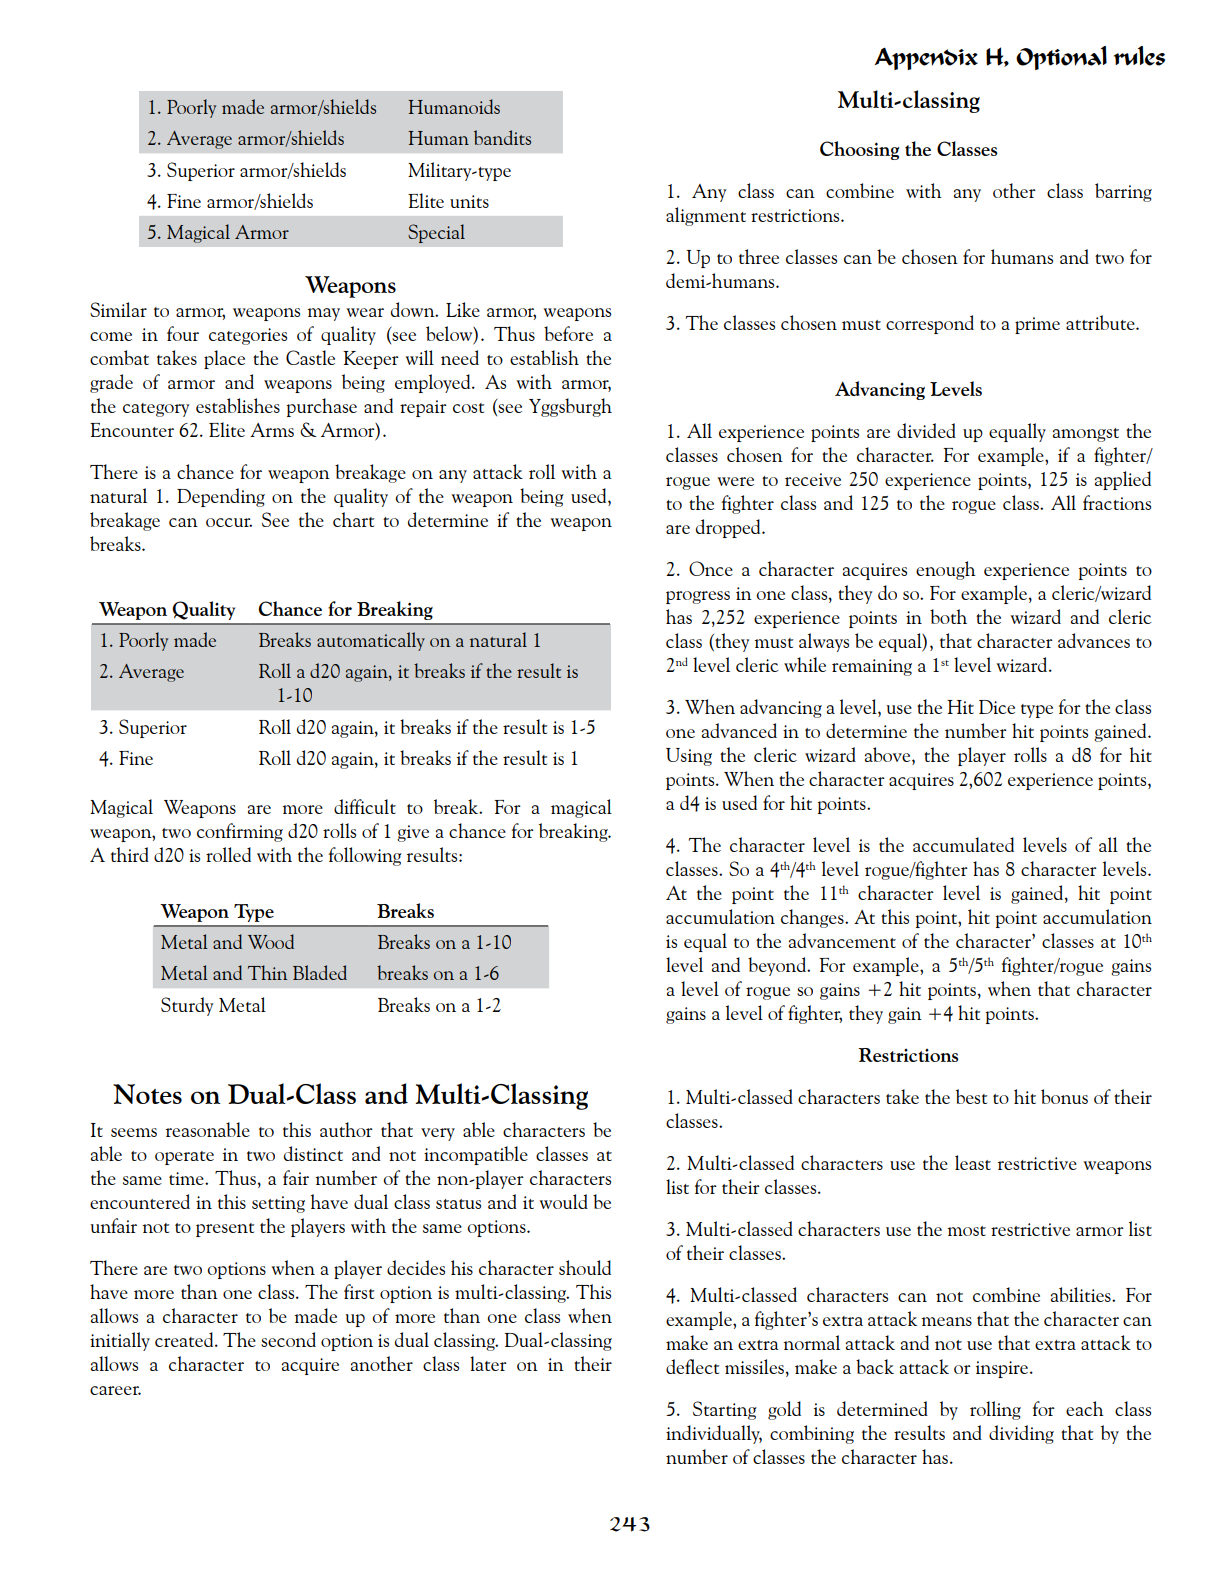 Appendix H, Optional rules
1. Poorly made armor/shields Humanoids
2. Average armor/shields Human bandits
3. Superior armor/shields Military-type
4. Fine armor/shields Elite units
5. Magical Armor Special
Weapons
Similar to armor, weapons may wear down. Like armor, weapons
come in four categories of quality (see below). Thus before a
combat takes place the Castle Keeper will need to establish the
grade of armor and weapons being employed. As with armor,
the category establishes purchase and repair cost (see Yggsburgh
Encounter 62. Elite Arms & Armor).
There is a chance for weapon breakage on any attack roll with a
natural 1. Depending on the quality of the weapon being used,
breakage can occur. See the chart to determine if the weapon
breaks.
Weapon Quality Chance for Breaking
1. Poorly made Breaks automatically on a natural 1
2. Average Roll a d20 again, it breaks if the result is
1-10
3. Superior Roll d20 again, it breaks if the result is 1-5
4. Fine Roll d20 again, it breaks if the result is 1
Magical Weapons are more difficult to break. For a magical
weapon, two confirming d20 rolls of 1 give a chance for breaking.
A third d20 is rolled with the following results:
Weapon Type Breaks
Metal and Wood Breaks on a 1-10
Metal and Thin Bladed breaks on a 1-6
Sturdy Metal Breaks on a 1-2
Notes on Dual-Class and Multi-Classing
It seems reasonable to this author that very able characters be
able to operate in two distinct and not incompatible classes at
the same time. Thus, a fair number of the non-player characters
encountered in this setting have dual class status and it would be
unfair not to present the players with the same options.
There are two options when a player decides his character should
have more than one class. The first option is multi-classing. This
allows a character to be made up of more than one class when
initially created. The second option is dual classing. Dual-classing
allows a character to acquire another class later on in their
career.
Multi-classing
Choosing the Classes
1. Any class can combine with any other class barring
alignment restrictions.
2. Up to three classes can be chosen for humans and two for
demi-humans.
3. The classes chosen must correspond to a prime attribute.
Advancing Levels
1. All experience points are divided up equally amongst the
classes chosen for the character. For example, if a fighter/
rogue were to receive 250 experience points, 125 is applied
to the fighter class and 125 to the rogue class. All fractions
are dropped.
2. Once a character acquires enough experience points to
progress in one class, they do so. For example, a cleric/wizard
has 2,252 experience points in both the wizard and cleric
class (they must always be equal), that character advances to
2nd level cleric while remaining a 1st level wizard.
3. When advancing a level, use the Hit Dice type for the class
one advanced in to determine the number hit points gained.
Using the cleric wizard above, the player rolls a d8 for hit
points. When the character acquires 2,602 experience points,
a d4 is used for hit points.
4. The character level is the accumulated levels of all the
classes. So a 4th/4th level rogue/fighter has 8 character levels.
At the point the 11th character level is gained, hit point
accumulation changes. At this point, hit point accumulation
is equal to the advancement of the character’ classes at 10th
level and beyond. For example, a 5th/5th fighter/rogue gains
a level of rogue so gains +2 hit points, when that character
gains a level of fighter, they gain +4 hit points.
Restrictions
1. Multi-classed characters take the best to hit bonus of their
classes.
2. Multi-classed characters use the least restrictive weapons
list for their classes.
3. Multi-classed characters use the most restrictive armor list
of their classes.
4. Multi-classed characters can not combine abilities. For
example, a fighter’s extra attack means that the character can
make an extra normal attack and not use that extra attack to
deflect missiles, make a back attack or inspire.
5. Starting gold is determined by rolling for each class
individually, combining the results and dividing that by the
number of classes the character has.
243